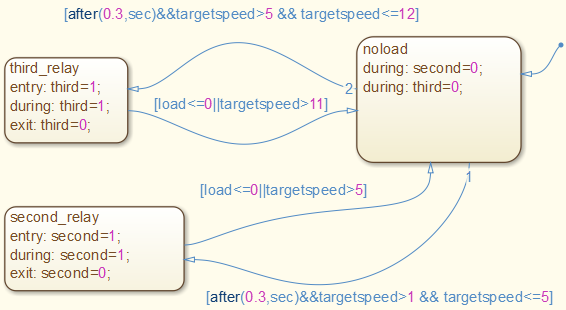 [after(0.3,sec)&&targetspeed>5 && targetspeed<=12]
noload
during: second=0;
during: third=0;
third_relay
entry: third=1;
during: third=1;
exit: third=0;
2
[load<=0||targetspeed>11]
1
[load<=0||targetspeed>5]
second_relay
entry: second=1;
during: second=1;
exit: second=0;
[after(0.3,sec)&&targetspeed>1 && targetspeed<=5]